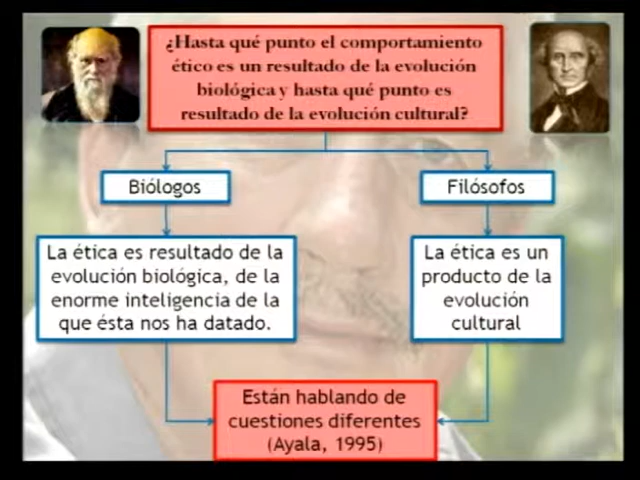 ¿Hasta qué punto el comportamiento
ético es un resultado de la evolución
biológica y hasta qué punto es
resultado de la evolución cultural?
Biólogos
Filósofos
La ética es resultado de la
evolución biológica, de la
enorme inteligencia de la
que ésta nos ha datado.
La ética es un
producto de la
evolución
cultural
Están hablando de
cuestiones diferentes
(Ayala, 1995)